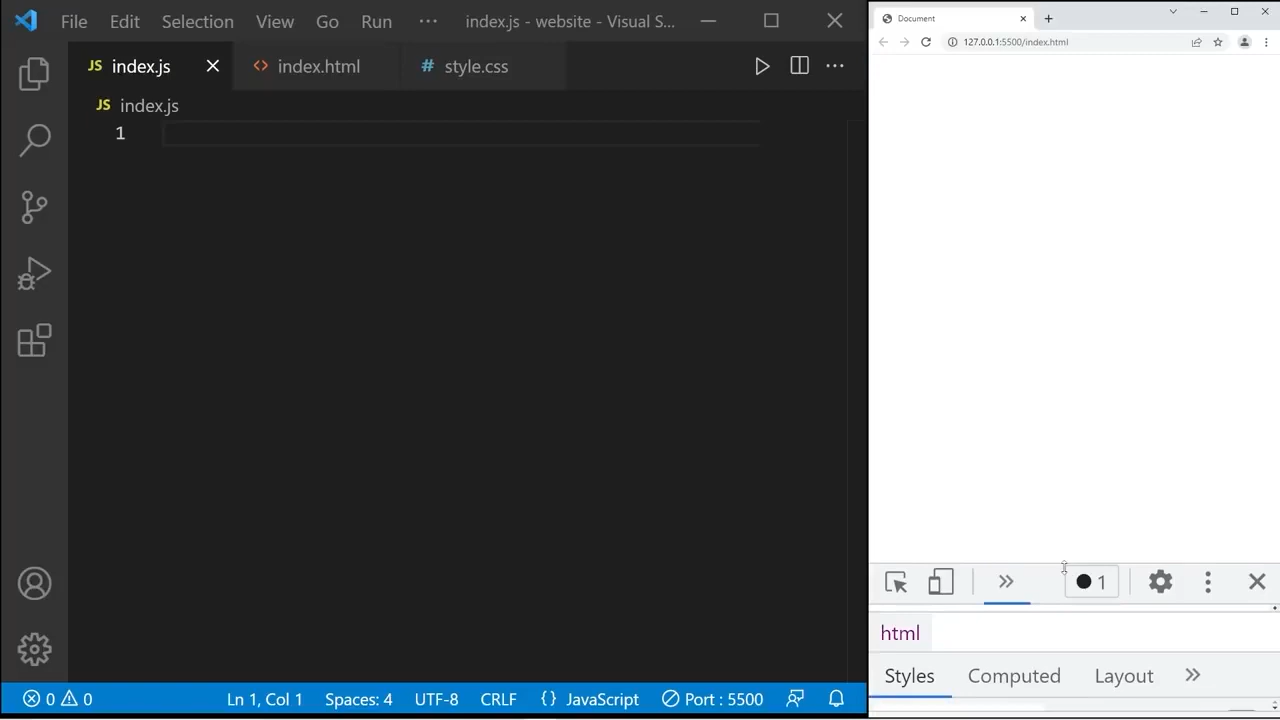 File Edit Selection View Go Run ··· index.js - website - Visual S...
JS index.js <> index.html # style.css
JS index.js
1
0 0 Ln 1, Col 1 Spaces: 4 UTF-8 CRLF {} JavaScript Port : 5500
Document
127.0.0.1:5500/index.html
1
html
Styles Computed Layout